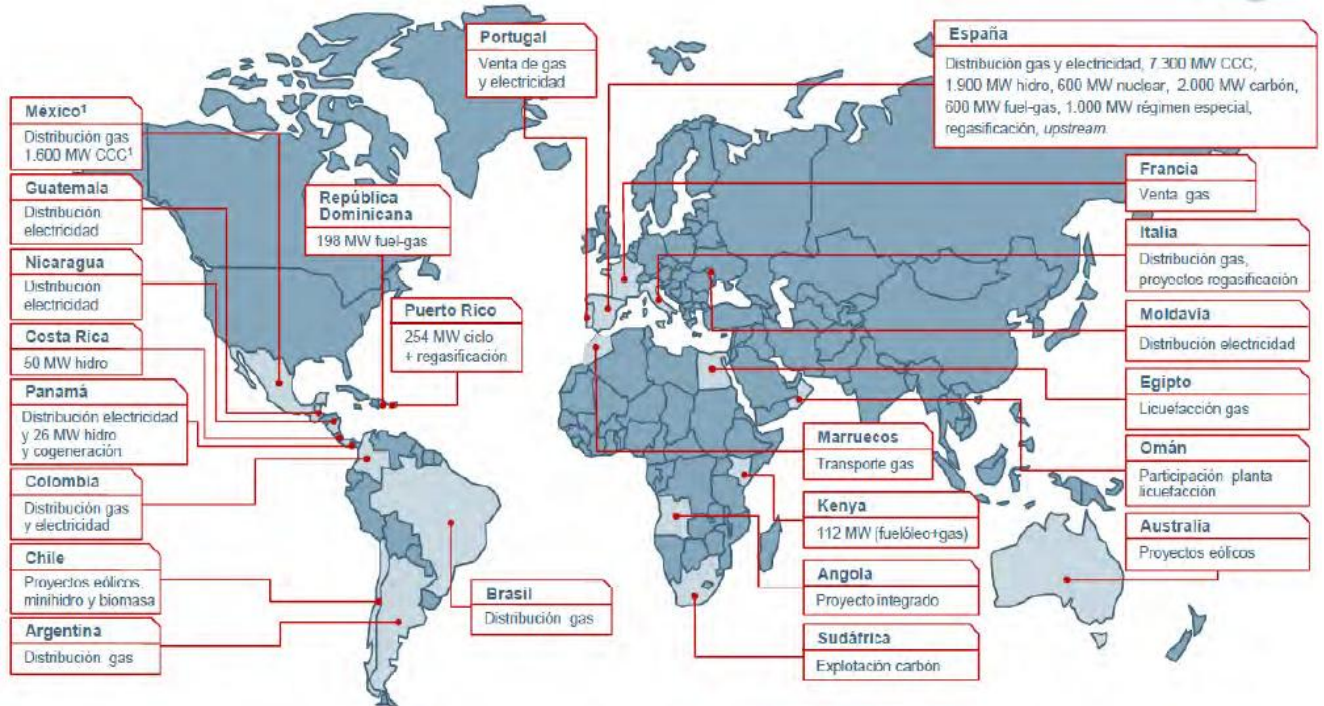 Portugal
Venta de gas
y electricidad
España
Distribución gas y electricidad, 7.300 MW CCC,
1.900 MW hidro, 600 MW nuclear, 2.000 MW carbón,
600 MW fuel-gas, 1.000 MW régimen especial,
regasificación, upstream.
México¹
Distribución gas
1.600 MW CCC¹
Guatemala
Distribución
electricidad
Nicaragua
Distribución
electricidad
Costa Rica
50 MW hidro
Panamá
Distribución electricidad
y 26 MW hidro
y cogeneración
Colombia
Distribución gas
y electricidad
Chile
Proyectos eólicos
minihidro y biomasa
Argentina
Distribución gas
República
Dominicana
198 MW fuel-gas
Puerto Rico
254 MW ciclo
+ regasificación
Brasil
Distribución gas
Francia
Venta gas
Italia
Distribución gas,
proyectos regasificación
Moldavia
Distribución electricidad
Egipto
Licuefacción gas
Marruecos
Transporte gas
Omán
Participación planta
licuefacción
Kenya
112 MW (fuelóleo+gas)
Australia
Proyectos eólicos
Angola
Proyecto integrado
Sudáfrica
Explotación carbón